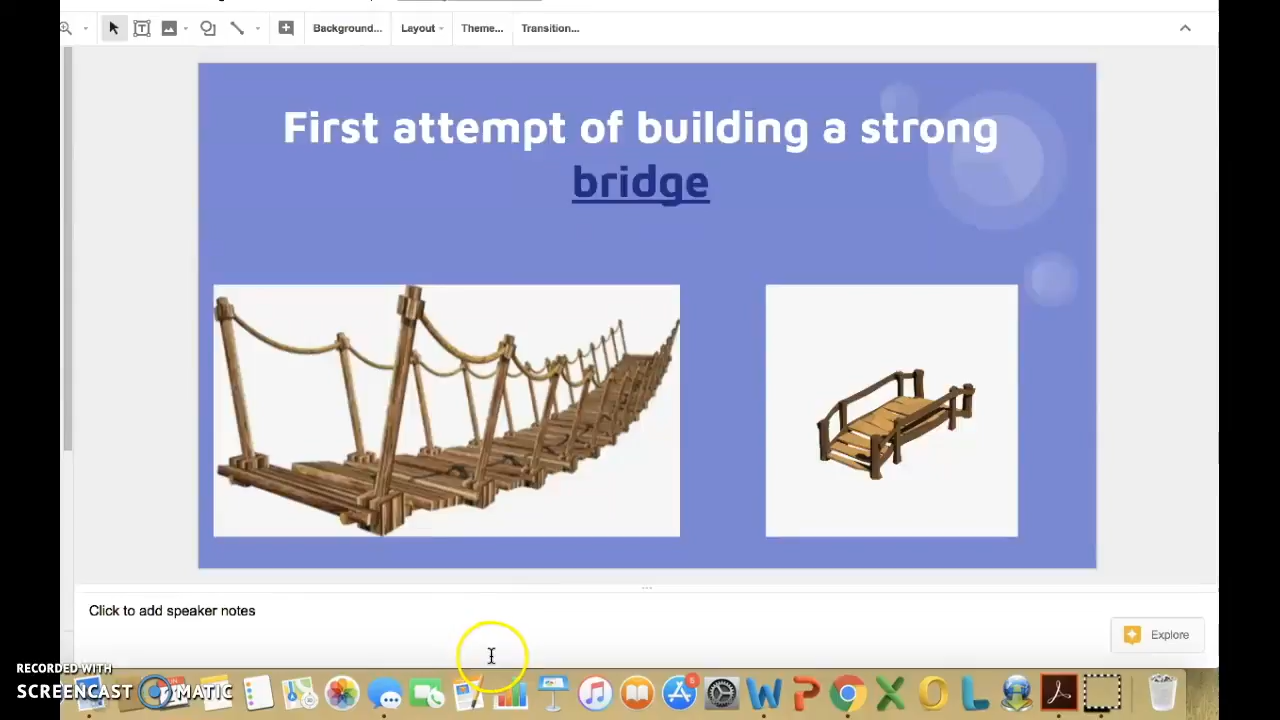 Background... Layout Theme... Transition...
First attempt of building a strong
bridge
Click to add speaker notes
Explore
RECORDED WITH
SCREENCAST MATIC
5